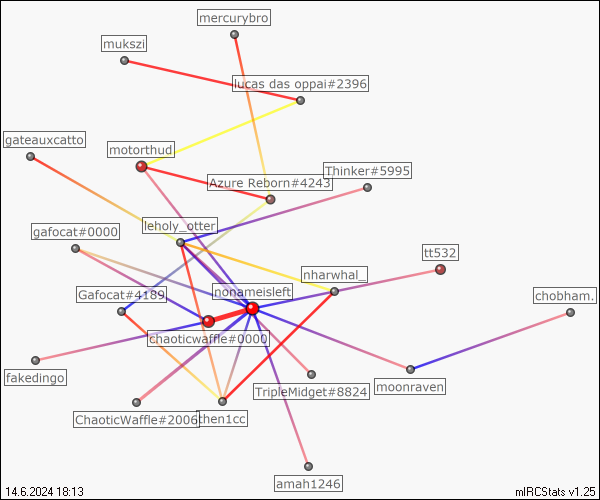 mercurybro
mukszi
lucas das oppai#2396
gateauxcatto
motorthud
Thinker#5995
Azure Reborn#4243
leholy_otter
gafocat#0000
tt532
nharwhal_
nonameisleft
Gafocat#4189
chobham.
chaoticwaffle#0000
fakedingo
moonraven
TripleMidget#8824
ChaoticWaffle#2006
then1cc
amah1246
14.6.2024 18:13
mIRCStats v1.25